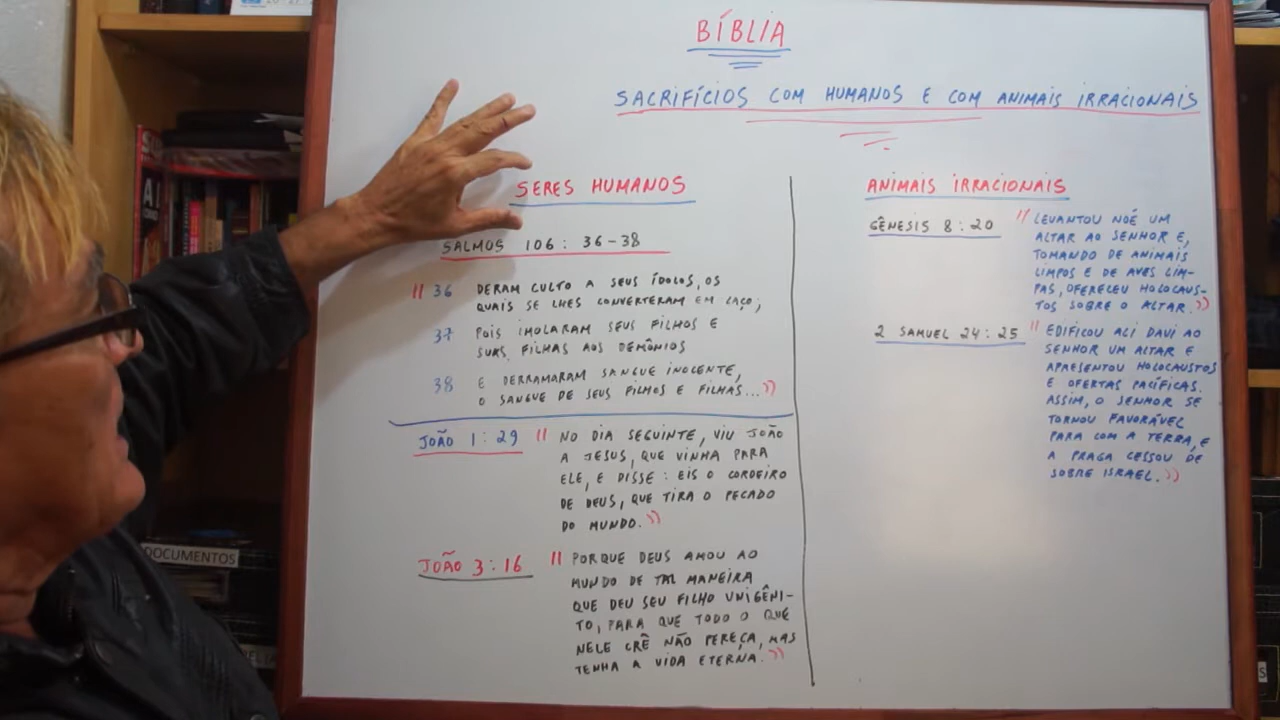 BÍBLIA
SACRIFÍCIOS COM HUMANOS E COM ANIMAIS IRRACIONAIS
SERES HUMANOS
SALMOS 106: 36-38
" 36 DERAM CULTO A SEUS ÍDOLOS, OS
QUAIS SE LHES CONVERTERAM EM LAÇO;
37 POIS IMOLARAM SEUS FILHOS E
SUAS FILHAS AOS DEMÔNIOS
38 E DERRAMARAM SANGUE INOCENTE,
O SANGUE DE SEUS FILHOS E FILHAS..."
JOÃO 1:29 " NO DIA SEGUINTE, VIU JOÃO
A JESUS, QUE VINHA PARA
ELE, E DISSE: EIS O CORDEIRO
DE DEUS, QUE TIRA O PECADO
DO MUNDO."
JOÃO 3:16 " PORQUE DEUS AMOU AO
MUNDO DE TAL MANEIRA
QUE DEU SEU FILHO UNIGÊNI-
TO, PARA QUE TODO O QUE
NELE CRÊ NÃO PEREÇA, MAS
TENHA A VIDA ETERNA."
ANIMAIS IRRACIONAIS
GÊNESIS 8:20 " LEVANTOU NOÉ UM
ALTAR AO SENHOR E,
TOMANDO DE ANIMAIS
LIMPOS E DE AVES LIM-
PAS, OFERECEU HOLOCAUS-
TOS SOBRE O ALTAR."
2 SAMUEL 24:25 " EDIFICOU ALI DAVI AO
SENHOR UM ALTAR E
APRESENTOU HOLOCAUSTOS
E OFERTAS PACÍFICAS.
ASSIM, O SENHOR SE
TORNOU FAVORÁVEL
PARA COM A TERRA, E
A PRAGA CESSOU DE
SOBRE ISRAEL."
DOCUMENTOS